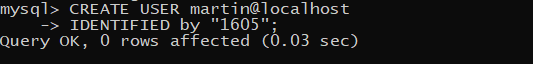 mysql> CREATE USER martin@localhost
    -> IDENTIFIED by "1605";
Query OK, 0 rows affected (0.03 sec)